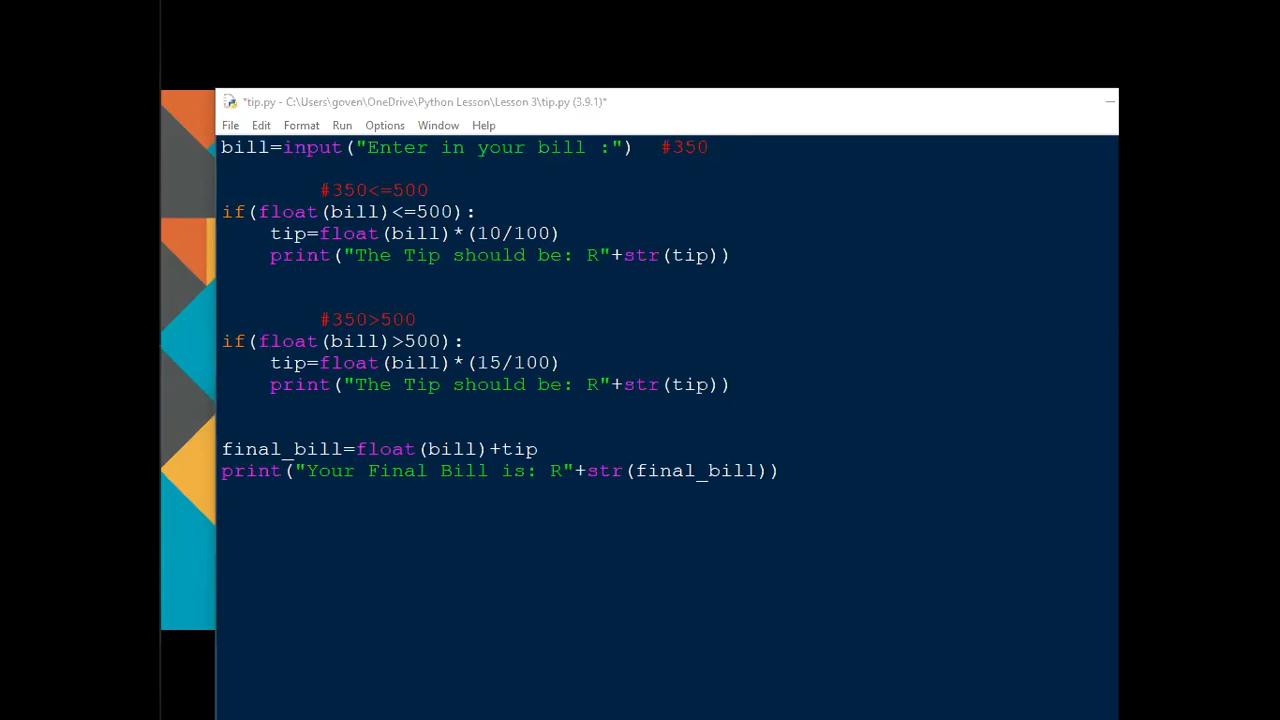 *tip.py - C:\Users\goven\OneDrive\Python Lesson\Lesson 3\tip.py (3.9.1)*
File Edit Format Run Options Window Help
bill=input("Enter in your bill :")  #350
        #350<=500
if(float(bill)<=500):
    tip=float(bill)*(10/100)
    print("The Tip should be: R"+str(tip))
        #350>500
if(float(bill)>500):
    tip=float(bill)*(15/100)
    print("The Tip should be: R"+str(tip))
final_bill=float(bill)+tip
print("Your Final Bill is: R"+str(final_bill))